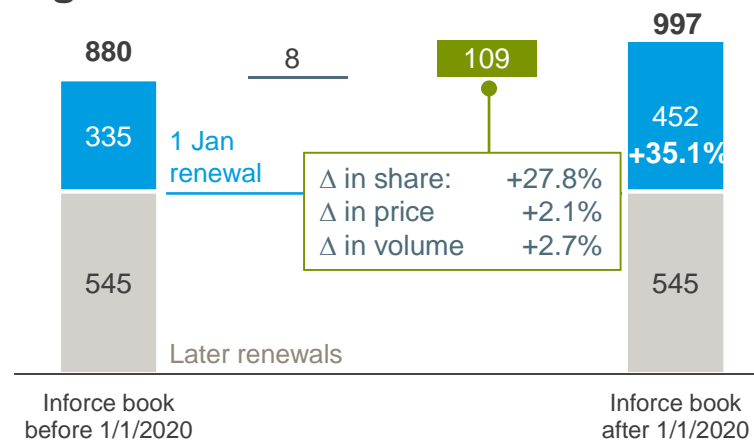 997
880
8
109
335
1 Jan
renewal
452
+35.1%
Δ in share: +27.8%
Δ in price +2.1%
Δ in volume +2.7%
545
545
Later renewals
Inforce book
before 1/1/2020
Inforce book
after 1/1/2020